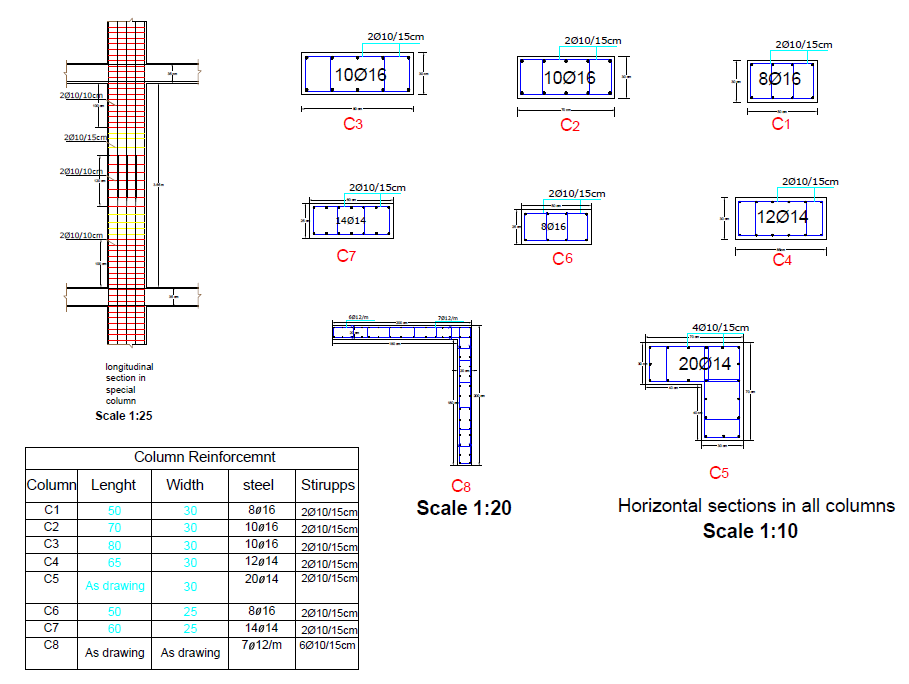 2Ø10/15cm
10Ø16
C3
2Ø10/15cm
10Ø16
C2
2Ø10/15cm
8Ø16
C1
2Ø10/10cm
2Ø10/15cm
2Ø10/10cm
2Ø10/10cm
2Ø10/15cm
14Ø14
C7
2Ø10/15cm
8Ø16
C6
2Ø10/15cm
12Ø14
C4
6Ø12/m
7Ø12/m
C8
Scale 1:20
4Ø10/15cm
20Ø14
C5
Horizontal sections in all columns
Scale 1:10
longitudinal
section in
special
column
Scale 1:25
Column Reinforcemnt
Column Lenght Width steel Stirupps
C1 50 30 8ø16 2Ø10/15cm
C2 70 30 10ø16 2Ø10/15cm
C3 80 30 10ø16 2Ø10/15cm
C4 65 30 12ø14 2Ø10/15cm
C5 As drawing 30 20ø14 2Ø10/15cm
C6 50 25 8ø16 2Ø10/15cm
C7 60 25 14ø14 2Ø10/15cm
C8 As drawing As drawing 7ø12/m 6Ø10/15cm